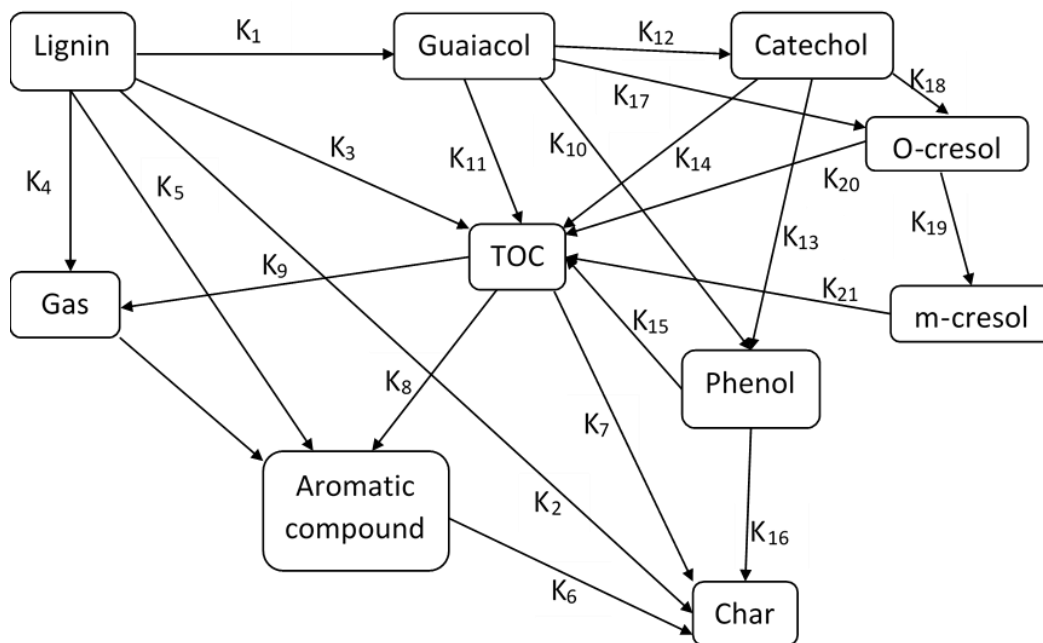 Lignin
K1
Guaiacol
K12
Catechol
K18
K17
O-cresol
K3
K11
K10
K14
K20
K4
K5
K13
K19
TOC
K9
Gas
K21
m-cresol
K15
Phenol
K8
K7
Aromatic
compound
K2
K16
K6
Char